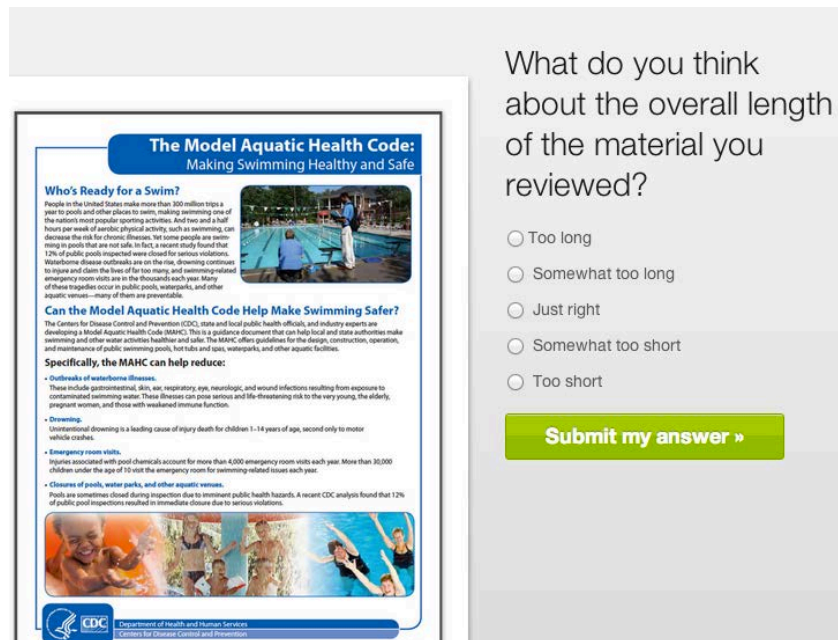 The Model Aquatic Health Code:
Making Swimming Healthy and Safe
Who's Ready for a Swim?
People in the United States make more than 300 million trips a
year to pools and other places to swim, making swimming one of
the nation's most popular sporting activities. And two and a half
hours per week of aerobic physical activity, such as swimming, can
decrease the risk for chronic illnesses. Yet some people are swim-
ming in pools that are not safe. In fact, a recent study found that
12% of public pools inspected were closed for serious violations.
Waterborne disease outbreaks are on the rise, drowning continues
to injure and claim the lives of far too many, and swimming-related
emergency room visits are in the thousands each year. Many
of these tragedies occur in public pools, waterparks, and other
aquatic venues—many of them are preventable.
Can the Model Aquatic Health Code Help Make Swimming Safer?
The Centers for Disease Control and Prevention (CDC), state and local public health officials, and industry experts are
developing a Model Aquatic Health Code (MAHC). This is a guidance document that can help local and state authorities make
swimming and other water activities healthier and safer. The MAHC offers guidelines for the design, construction, operation,
and maintenance of public swimming pools, hot tubs and spas, waterparks, and other aquatic facilities.
Specifically, the MAHC can help reduce:
• Outbreaks of waterborne illnesses.
These include gastrointestinal, skin, ear, respiratory, eye, neurologic, and wound infections resulting from exposure to
contaminated swimming water. These illnesses can pose serious and life-threatening risk to the very young, the elderly,
pregnant women, and those with weakened immune function.
• Drowning.
Unintentional drowning is a leading cause of injury death for children 1–14 years of age, second only to motor
vehicle crashes.
• Emergency room visits.
Injuries associated with pool chemicals account for more than 4,000 emergency room visits each year. More than 30,000
children under the age of 10 visit the emergency room for swimming-related issues each year.
• Closures of pools, water parks, and other aquatic venues.
Pools are sometimes closed during inspection due to imminent public health hazards. A recent CDC analysis found that 12%
of public pool inspections resulted in immediate closure due to serious violations.
CDC
Department of Health and Human Services
Centers for Disease Control and Prevention
What do you think
about the overall length
of the material you
reviewed?
Too long
Somewhat too long
Just right
Somewhat too short
Too short
Submit my answer »